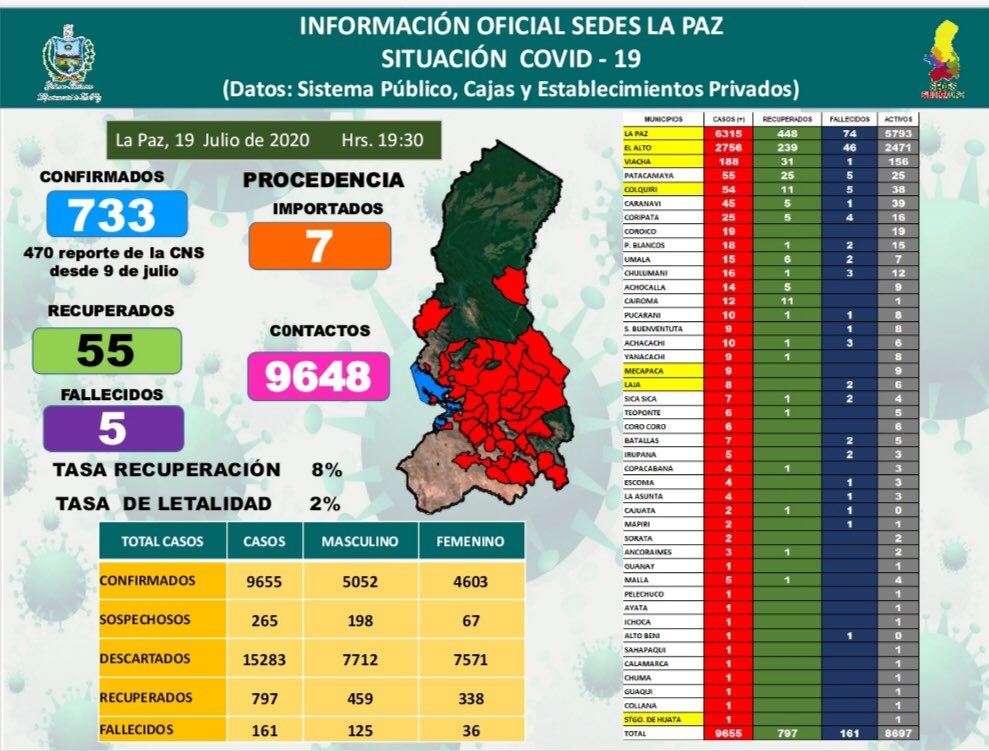 INFORMACIÓN OFICIAL SEDES LA PAZ
SITUACIÓN COVID - 19
(Datos: Sistema Público, Cajas y Establecimientos Privados)
SEDES
La Paz, 19 Julio de 2020 Hrs. 19:30
CONFIRMADOS
733
470 reporte de la CNS
desde 9 de julio
RECUPERADOS
55
FALLECIDOS
5
PROCEDENCIA
IMPORTADOS
7
C0NTACTOS
9648
TASA RECUPERACIÓN 8%
TASA DE LETALIDAD 2%
TOTAL CASOS CASOS MASCULINO FEMENINO
CONFIRMADOS 9655 5052 4603
SOSPECHOSOS 265 198 67
DESCARTADOS 15283 7712 7571
RECUPERADOS 797 459 338
FALLECIDOS 161 125 36
MUNICIPIOS CASOS (+) RECUPERADOS FALLECIDOS ACTIVOS
LA PAZ 6315 448 74 5793
EL ALTO 2756 239 46 2471
VIACHA 188 31 1 156
PATACAMAYA 55 25 5 25
COLQUIRI 54 11 5 38
CARANAVI 45 5 1 39
CORIPATA 25 5 4 16
COROICO 19 19
P. BLANCOS 18 1 2 15
UMALA 15 6 2 7
CHULUMANI 16 1 3 12
ACHOCALLA 14 5 9
CAIROMA 12 11 1
PUCARANI 10 1 1 8
S. BUENVENTUTA 9 1 8
ACHACACHI 10 1 3 6
YANACACHI 9 1 8
MECAPACA 9 9
LAJA 8 2 6
SICA SICA 7 1 2 4
TEOPONTE 6 1 5
CORO CORO 6 6
BATALLAS 7 2 5
IRUPANA 5 2 3
COPACABANA 4 1 3
ESCOMA 4 1 3
LA ASUNTA 4 1 3
CAJUATA 2 1 1 0
MAPIRI 2 1 1
SORATA 2 2
ANCORAIMES 3 1 2
GUANAY 1 1
MALLA 5 1 4
PELECHUCO 1 1
AYATA 1 1
ICHOCA 1 1
ALTO BENI 1 1 0
SAHAPAQUI 1 1
CALAMARCA 1 1
CHUMA 1 1
GUAQUI 1 1
COLLANA 1 1
STGO. DE HUATA 1 1
TOTAL 9655 797 161 8697